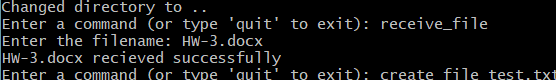 Changed directory to ..
Enter a command (or type 'quit' to exit): receive_file
Enter the filename: HW-3.docx
HW-3.docx recieved successfully
Enter a command (or type 'quit' to exit): create_file test.txt